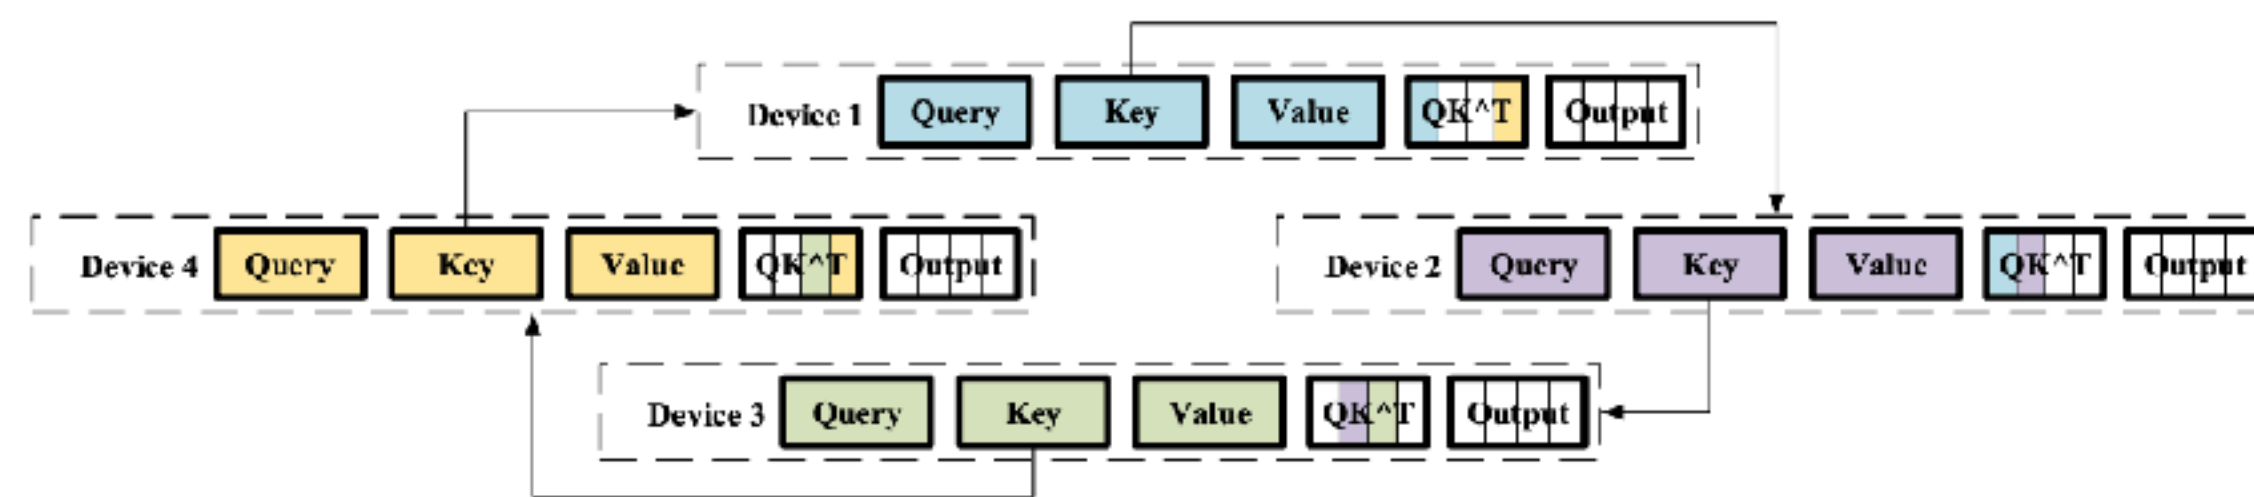 Device 1 Query Key Value QK^T Output
Device 4 Query Key Value QK^T Output
Device 2 Query Key Value QK^T Output
Device 3 Query Key Value QK^T Output